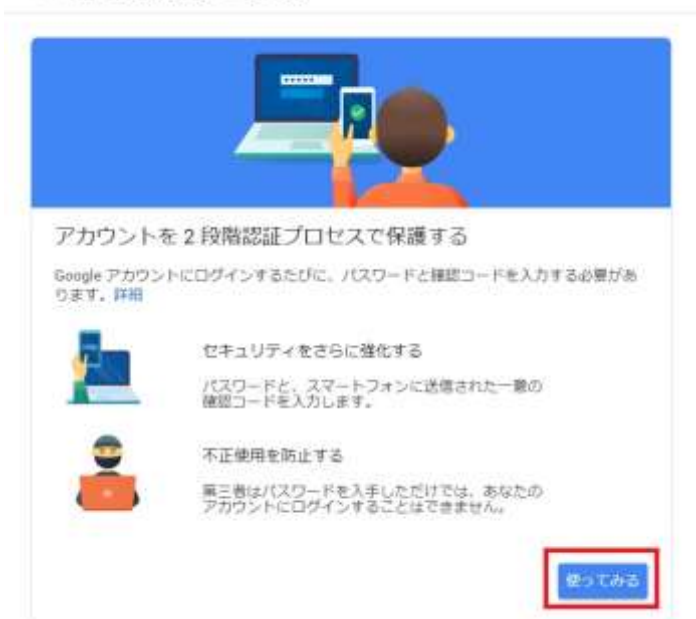 アカウントを 2 段階認証プロセスで保護する
Google アカウントにログインするたびに、パスワードと確認コードを入力する必要があ
ります。詳細
セキュリティをさらに強化する
パスワードと、スマートフォンに送信された一意の
確認コードを入力します。
不正使用を防止する
第三者はパスワードを入手しただけでは、あなたの
アカウントにログインすることはできません。
使ってみる